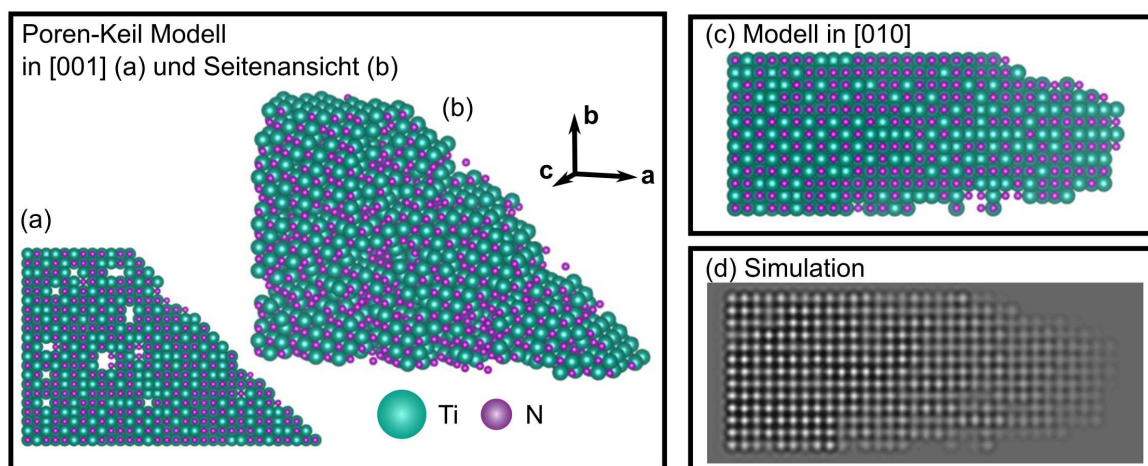 Poren-Keil Modell
in [001] (a) und Seitenansicht (b)
(b)
b
c
a
(a)
Ti
N
(c) Modell in [010]
(d) Simulation